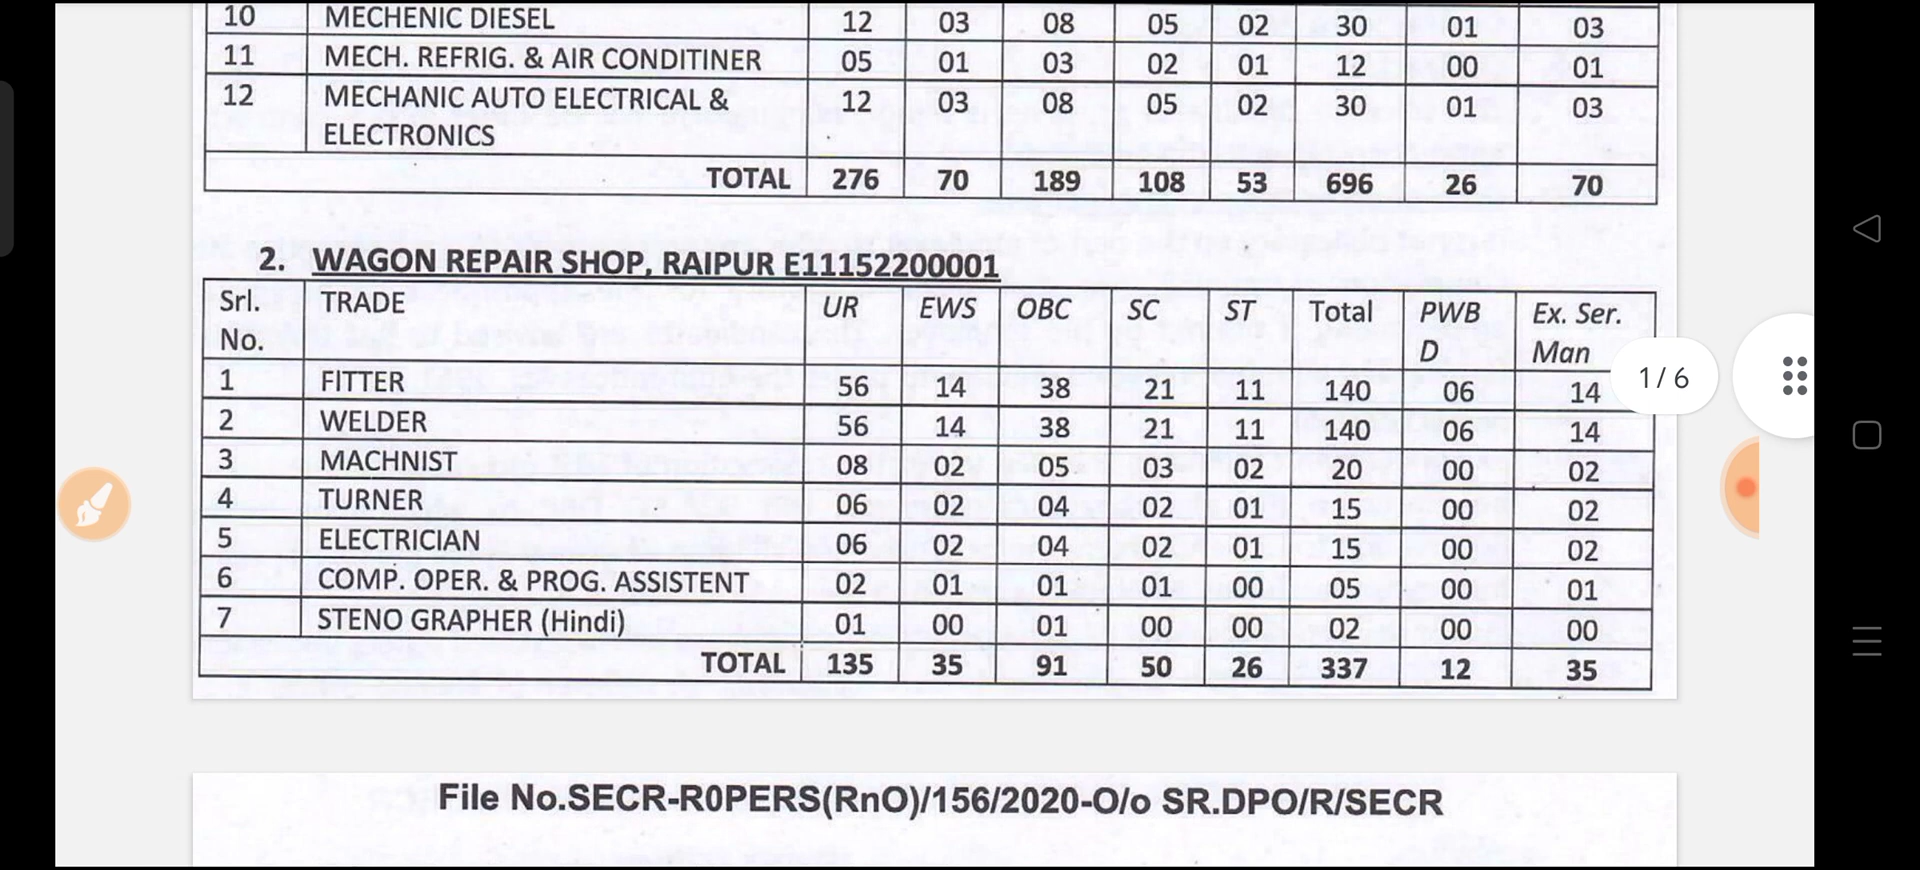 10 MECHENIC DIESEL 12 03 08 05 02 30 01 03
11 MECH. REFRIG. & AIR CONDITINER 05 01 03 02 01 12 00 01
12 MECHANIC AUTO ELECTRICAL & 12 03 08 05 02 30 01 03
ELECTRONICS
TOTAL 276 70 189 108 53 696 26 70
2. WAGON REPAIR SHOP, RAIPUR E11152200001
Srl. TRADE UR EWS OBC SC ST Total PWB Ex. Ser.
No. D Man
1 FITTER 56 14 38 21 11 140 06 14
2 WELDER 56 14 38 21 11 140 06 14
3 MACHNIST 08 02 05 03 02 20 00 02
4 TURNER 06 02 04 02 01 15 00 02
5 ELECTRICIAN 06 02 04 02 01 15 00 02
6 COMP. OPER. & PROG. ASSISTENT 02 01 01 01 00 05 00 01
7 STENO GRAPHER (Hindi) 01 00 01 00 00 02 00 00
TOTAL 135 35 91 50 26 337 12 35
1/ 6
File No.SECR-R0PERS(RnO)/156/2020-O/o SR.DPO/R/SECR